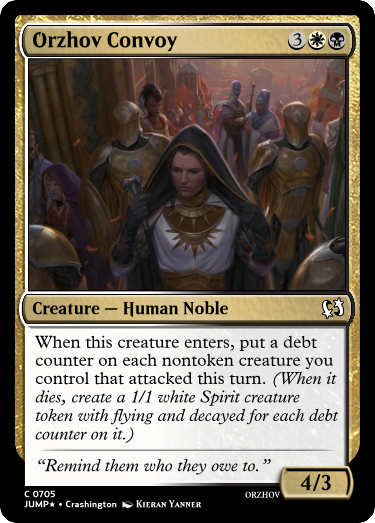 Orzhov Convoy 3
Creature — Human Noble
When this creature enters, put a debt
counter on each nontoken creature you
control that attacked this turn. (When it
dies, create a 1/1 white Spirit creature
token with flying and decayed for each debt
counter on it.)
“Remind them who they owe to.”
4/3
C 0705 ORZHOV
JUMP★ • Crashington Kieran Yanner